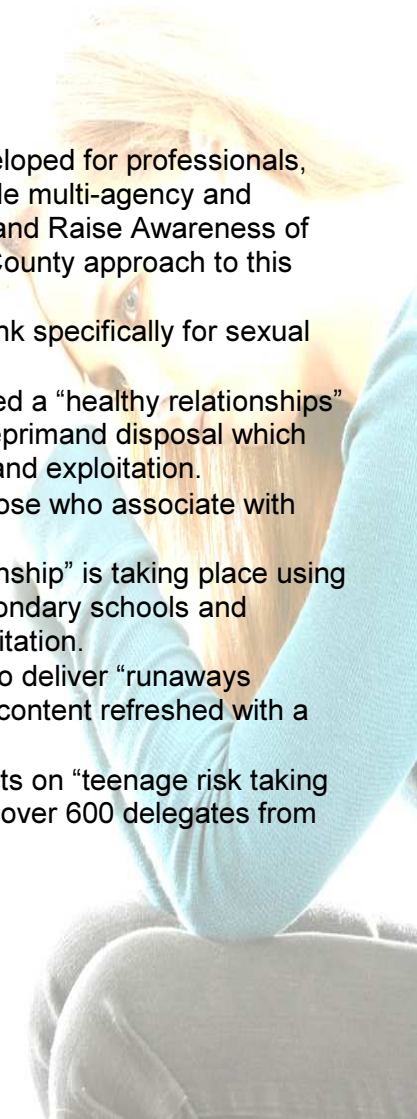 eloped for professionals,
le multi-agency and
and Raise Awareness of
County approach to this
nk specifically for sexual
ed a “healthy relationships”
eprimand disposal which
and exploitation.
ose who associate with
nship” is taking place using
ondary schools and
itation.
o deliver “runaways
content refreshed with a
ts on “teenage risk taking
over 600 delegates from